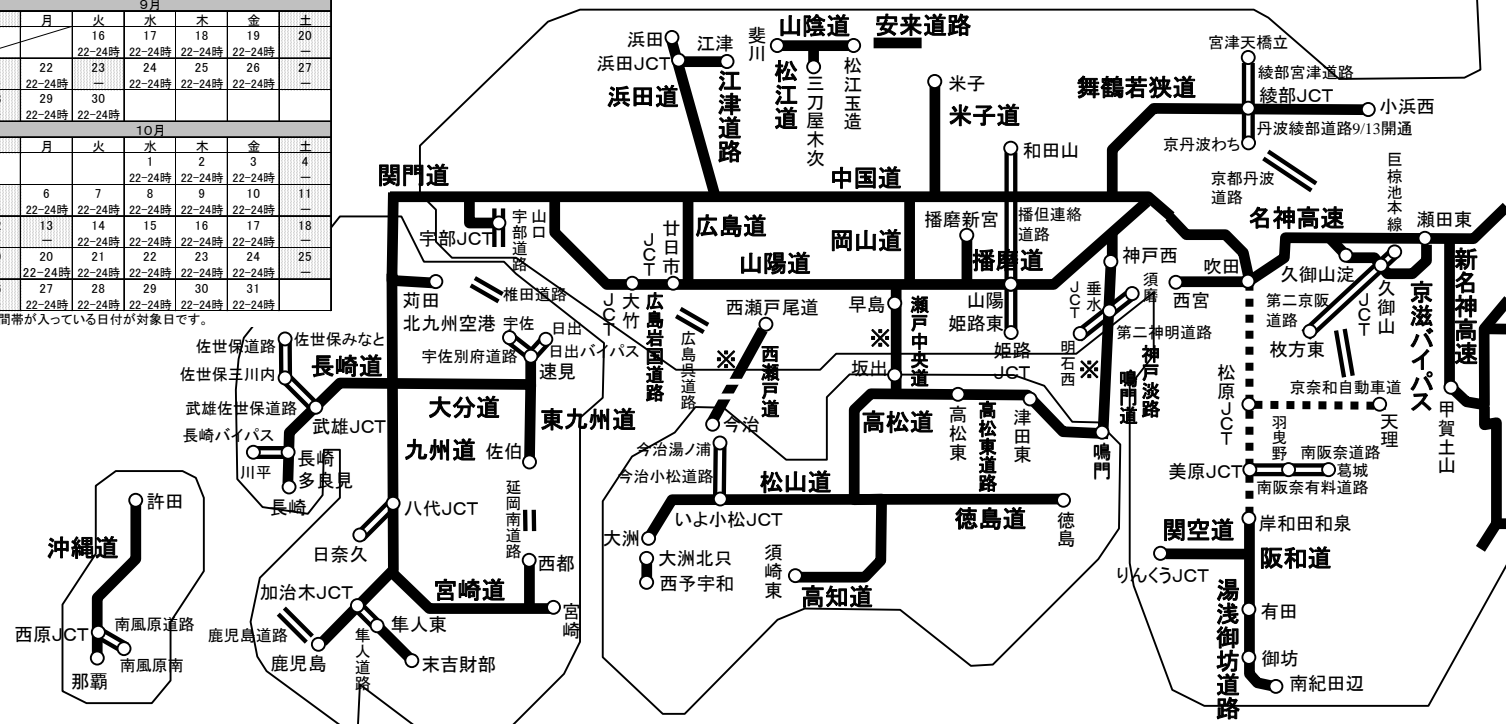 9月
月 火 水 木 金 土
16 17 18 19 20
22-24時 22-24時 22-24時 22-24時 ―
22 23 24 25 26 27
22-24時 ― 22-24時 22-24時 22-24時 ―
29 30
22-24時 22-24時
10月
月 火 水 木 金 土
1 2 3 4
22-24時 22-24時 22-24時 ―
6 7 8 9 10 11
22-24時 22-24時 22-24時 22-24時 22-24時 ―
13 14 15 16 17 18
― 22-24時 22-24時 22-24時 22-24時 ―
20 21 22 23 24 25
22-24時 22-24時 22-24時 22-24時 22-24時 ―
27 28 29 30 31
22-24時 22-24時 22-24時 22-24時 22-24時
間帯が入っている日付が対象日です。
浜田
浜田JCT
江津
浜田道
江津道路
斐川
山陰道
安来道路
松江道
三刀屋木次
松江玉造
米子
米子道
和田山
舞鶴若狭道
宮津天橋立
綾部宮津道路
綾部JCT
小浜西
丹波綾部道路9/13開通
京丹波わち
京都丹波
道路
巨椋池本線
関門道
中国道
宇部JCT
宇部道路
山口
廿日市
JCT
広島道
山陽道
岡山道
播磨新宮
播但連絡
道路
播磨道
名神高速
瀬田東
神戸西
須磨
吹田
西宮
久御山淀
久御山
JCT
第二京阪
道路
枚方東
京滋バイパス
新名神高速
苅田
北九州空港
椎田道路
JCT
大竹
広島岩国道路
広島県道路
西瀬戸尾道
※
西瀬戸道
今治
早島
※
坂出
瀬戸中央道
山陽
姫路東
姫路
JCT
垂水
JCT
第二神明道路
明石西
※
神戸淡路
鳴門道
京奈和自動車道
松原JCT
天理
甲賀土山
佐世保みなと
佐世保道路
佐世保三川内
長崎道
武雄佐世保道路
武雄JCT
長崎バイパス
川平
長崎
多良見
長崎
宇佐
日出
日出バイパス
宇佐別府道路
速見
大分道
東九州道
九州道
佐伯
高松道
高松東
高松東道路
津田東
鳴門
羽曳野
南阪奈道路
美原JCT
葛城
南阪奈有料道路
今治湯ノ浦
今治小松道路
松山道
いよ小松JCT
大洲
大洲北只
西予宇和
徳島道
徳島
須崎東
高知道
許田
沖縄道
西原JCT
南風原道路
南風原南
那覇
八代JCT
日奈久
延岡南道路
西都
宮崎道
宮崎
加治木JCT
鹿児島道路
鹿児島
隼人東
隼人道路
末吉財部
関空道
りんくうJCT
岸和田和泉
阪和道
湯浅御坊道路
有田
御坊
南紀田辺